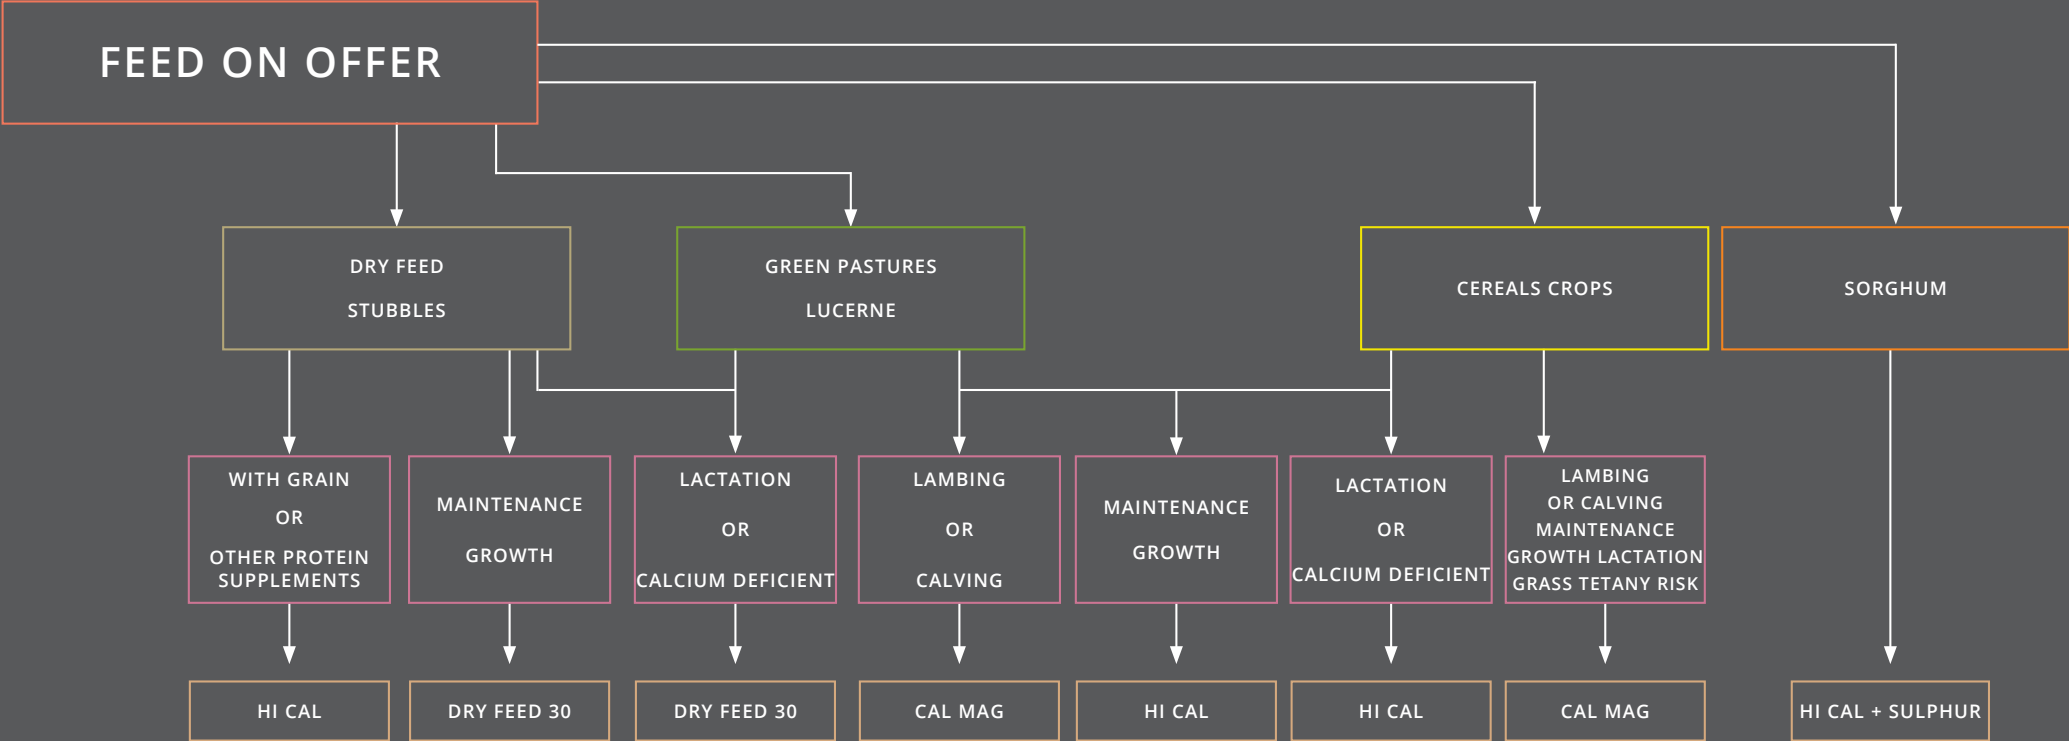 FEED ON OFFER
DRY FEED
STUBBLES
GREEN PASTURES
LUCERNE
CEREALS CROPS
SORGHUM
WITH GRAIN
OR
OTHER PROTEIN
SUPPLEMENTS
MAINTENANCE
GROWTH
LACTATION
OR
CALCIUM DEFICIENT
LAMBING
OR
CALVING
MAINTENANCE
GROWTH
LACTATION
OR
CALCIUM DEFICIENT
LAMBING
OR CALVING
MAINTENANCE
GROWTH LACTATION
GRASS TETANY RISK
HI CAL
DRY FEED 30
DRY FEED 30
CAL MAG
HI CAL
HI CAL
CAL MAG
HI CAL + SULPHUR